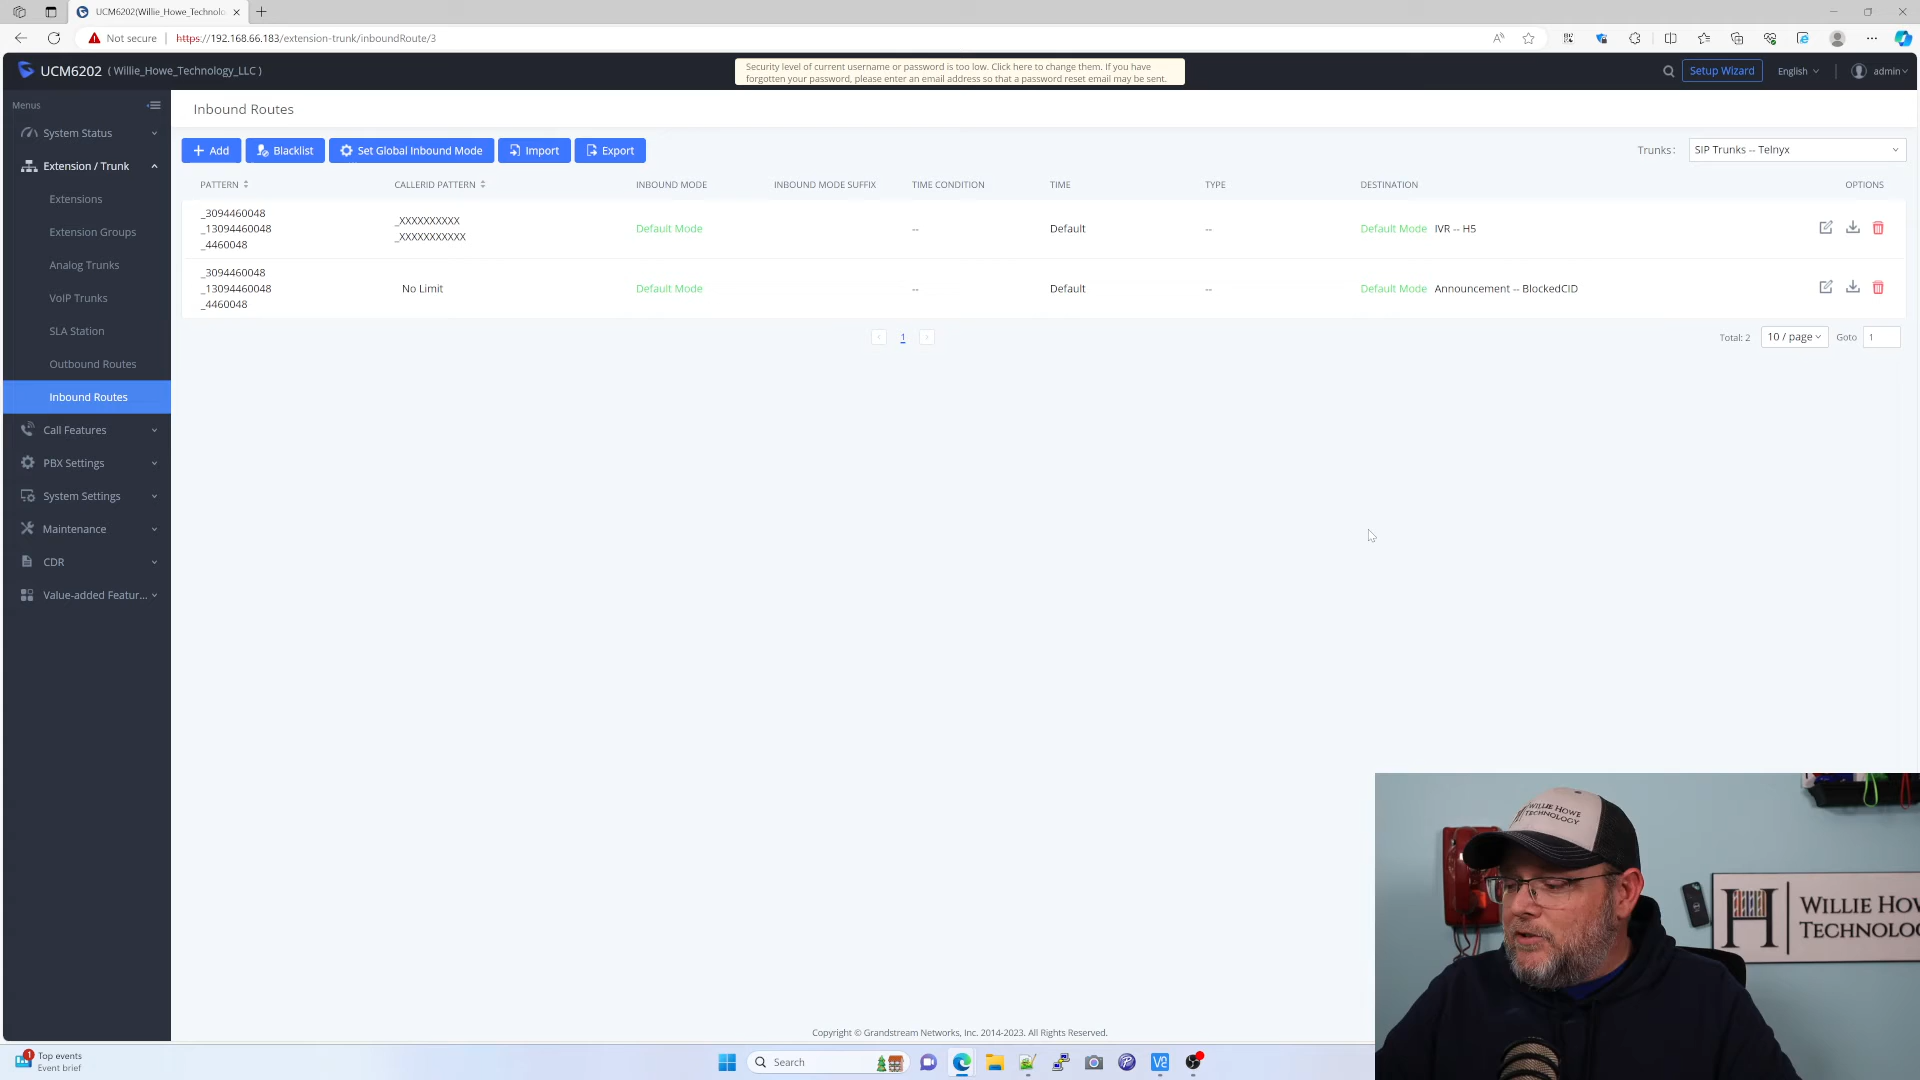 UCM6202(Willie_Howe_Technolo
Not secure
https://192.168.66.183/extension-trunk/inboundRoute/3
UCM6202 ( Willie_Howe_Technology_LLC )
Security level of current username or password is too low. Click here to change them. If you have
forgotten your password, please enter an email address so that a password reset email may be sent.
Setup Wizard
English
admin
Menus
System Status
Extension / Trunk
Extensions
Extension Groups
Analog Trunks
VoIP Trunks
SLA Station
Outbound Routes
Inbound Routes
Call Features
PBX Settings
System Settings
Maintenance
CDR
Value-added Featur...
Inbound Routes
Add Blacklist Set Global Inbound Mode Import Export
Trunks: SIP Trunks -- Telnyx
PATTERN CALLERID PATTERN INBOUND MODE INBOUND MODE SUFFIX TIME CONDITION TIME TYPE DESTINATION OPTIONS
_3094460048
_13094460048
_4460048
_XXXXXXXXXX
_XXXXXXXXXXX
Default Mode -- Default -- Default Mode IVR -- H5
_3094460048
_13094460048
_4460048
No Limit Default Mode -- Default -- Default Mode Announcement -- BlockedCID
1
Total: 2 10 / page Goto 1
WILLIE HOWE
TECHNOLOGY
H
WILLIE HOW
TECHNOLOG
Copyright © Grandstream Networks, Inc. 2014-2023. All Rights Reserved.
1
Top events
Event brief
Search